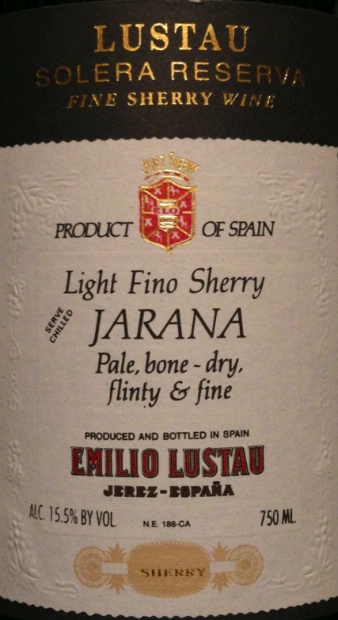 LUSTAU
SOLERA RESERVA
FINE SHERRY WINE
PRODUCT OF SPAIN
Light Fino Sherry
SERVE
CHILLED
JARANA
Pale, bone-dry,
flinty & fine
PRODUCED AND BOTTLED IN SPAIN
EMILIO LUSTAU
JEREZ-ESPAÑA
ALC. 15.5% BY VOL.
N.E. 186-CA
750 ML.
SHERRY